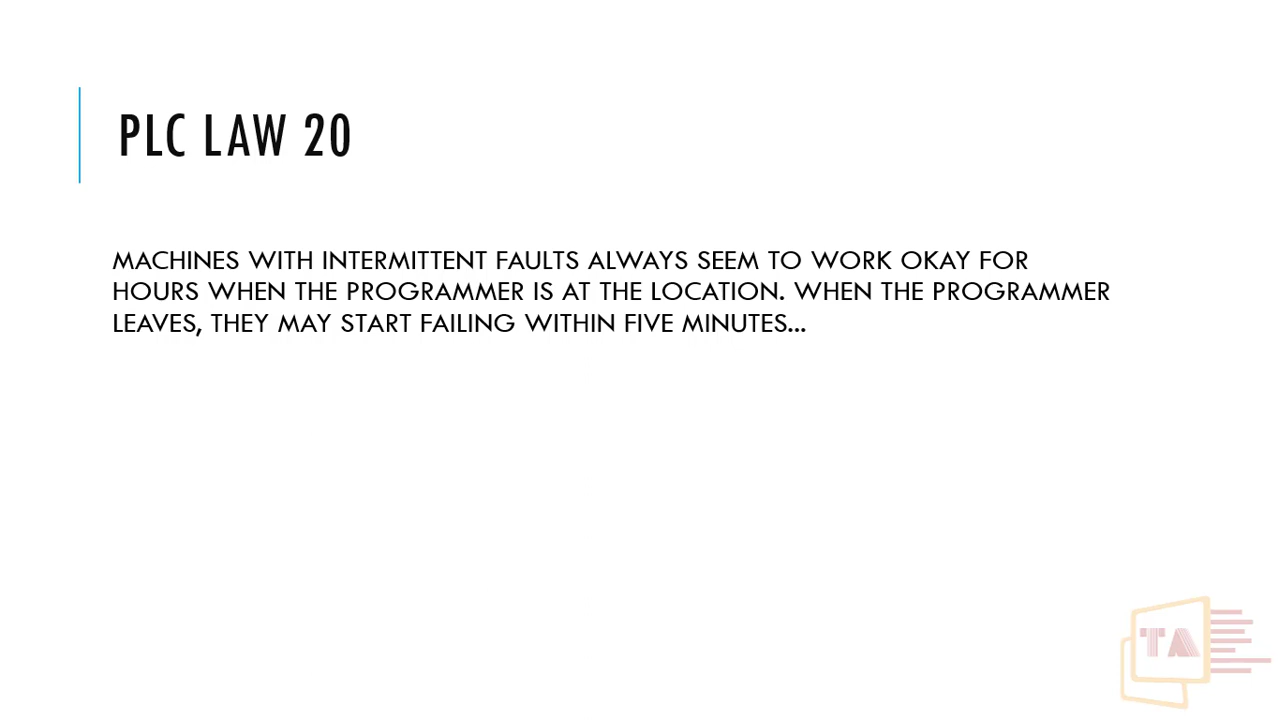 PLC LAW 20
MACHINES WITH INTERMITTENT FAULTS ALWAYS SEEM TO WORK OKAY FOR
HOURS WHEN THE PROGRAMMER IS AT THE LOCATION. WHEN THE PROGRAMMER
LEAVES, THEY MAY START FAILING WITHIN FIVE MINUTES...
TA